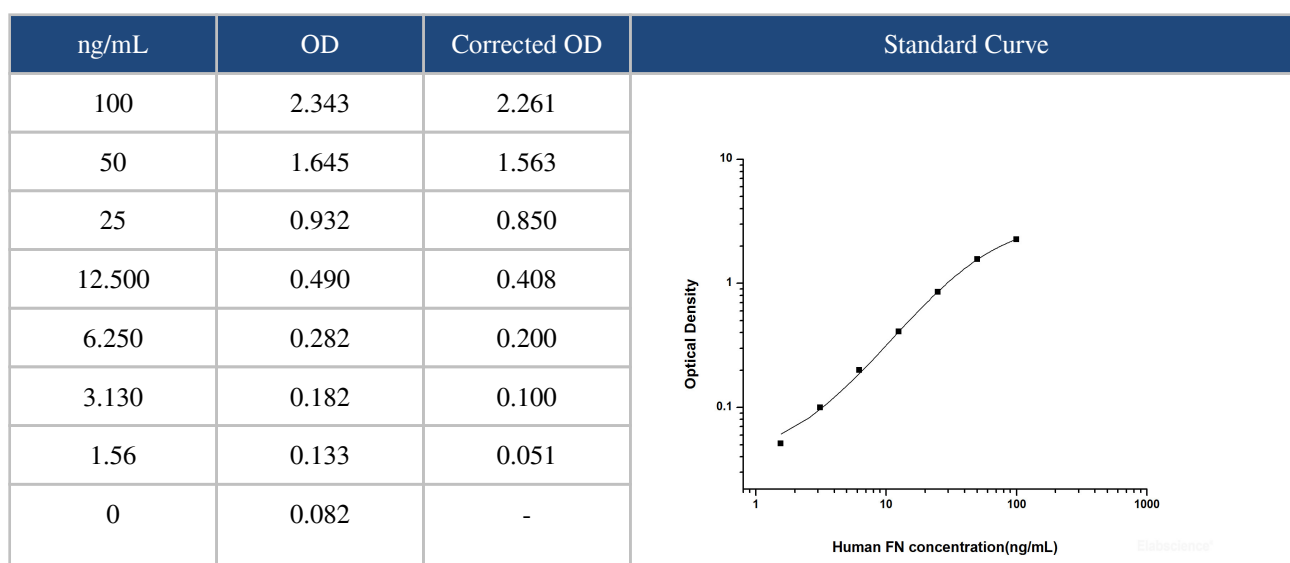 ng/mL OD Corrected OD Standard Curve
100 2.343 2.261
50 1.645 1.563
25 0.932 0.850
12.500 0.490 0.408
6.250 0.282 0.200
3.130 0.182 0.100
1.56 0.133 0.051
0 0.082 -
10
1
0.1
Optical Density
1 10 100 1000
Human FN concentration(ng/mL)
Elabscience®